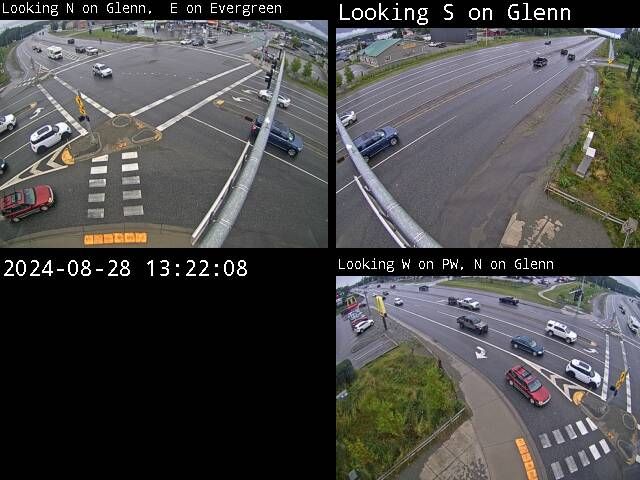 Looking N on Glenn, E on Evergreen
Looking S on Glenn
2024-08-28 13:22:08
Looking W on PW, N on Glenn